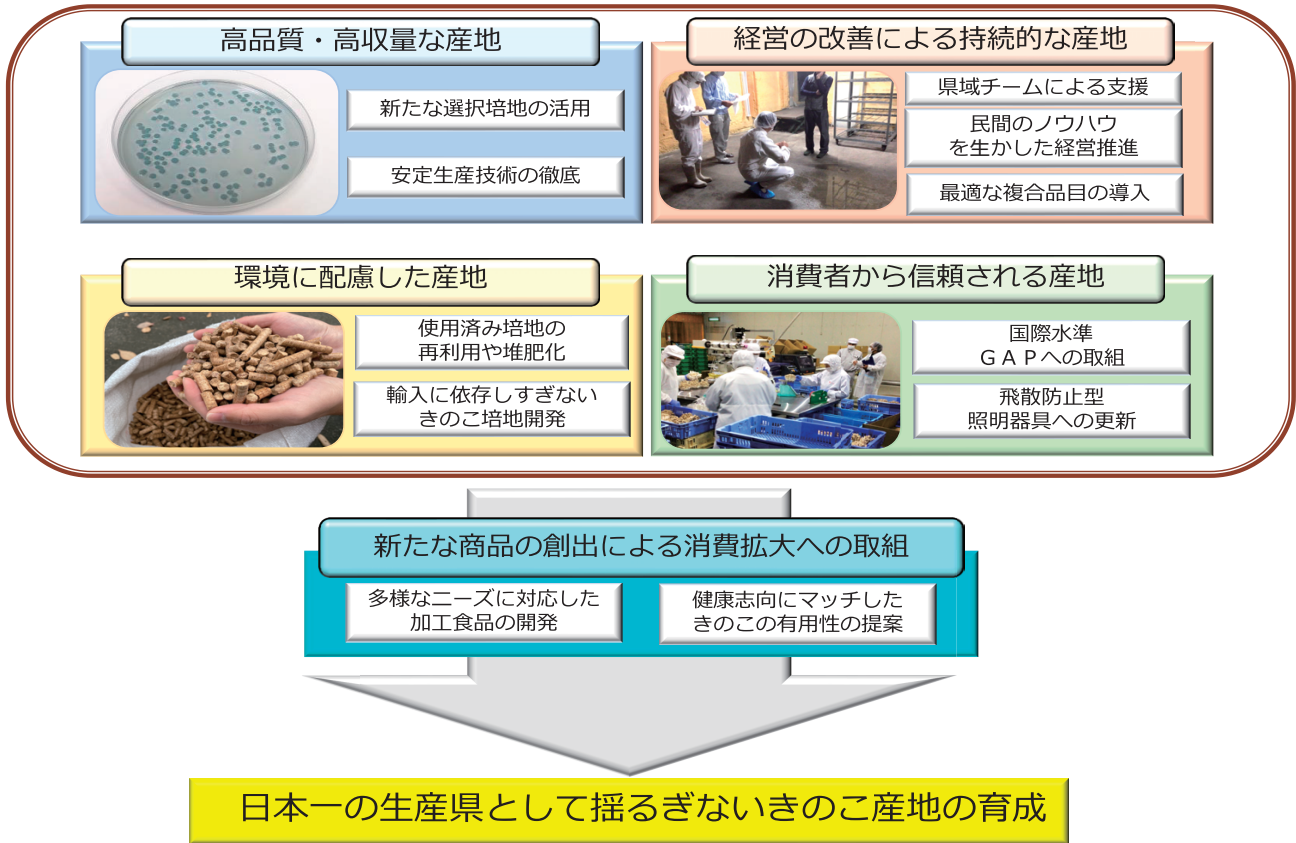 高品質・高収量な産地
新たな選択培地の活用
安定生産技術の徹底
経営の改善による持続的な産地
県域チームによる支援
民間のノウハウ
を生かした経営推進
最適な複合品目の導入
環境に配慮した産地
使用済み培地の
再利用や堆肥化
輸入に依存しすぎない
きのこ培地開発
消費者から信頼される産地
国際水準
ＧＡＰへの取組
飛散防止型
照明器具への更新
新たな商品の創出による消費拡大への取組
多様なニーズに対応した
加工食品の開発
健康志向にマッチした
きのこの有用性の提案
日本一の生産県として揺るぎないきのこ産地の育成